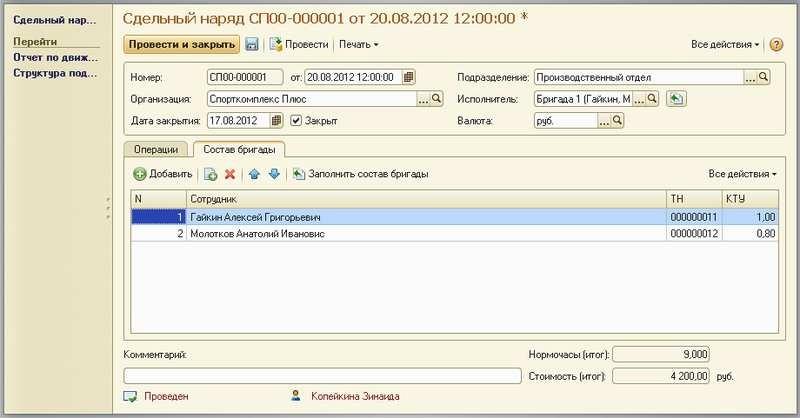 Сдельный наряд СП00-000001 от 20.08.2012 12:00:00 *
Сдельный нар...
Перейти
Отчет по движ...
Структура под...
Провести и закрыть Провести Печать Все действия
Номер: СП00-000001 от: 20.08.2012 12:00:00 Подразделение: Производственный отдел
Организация: Спорткомплекс Плюс Исполнитель: Бригада 1 (Гайкин, М
Дата закрытия: 17.08.2012 Закрыт Валюта: руб.
Операции Состав бригады
Добавить Заполнить состав бригады Все действия
N Сотрудник ТН КТУ
1 Гайкин Алексей Григорьевич 000000011 1,00
2 Молотков Анатолий Ивановис 000000012 0,80
Комментарий: Нормочасы (итог): 9,000
Стоимость (итог): 4 200,00 руб.
Проведен Копейкина Зинаида